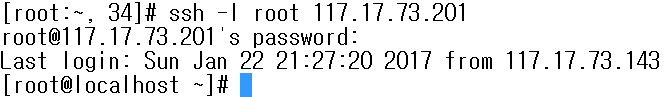 [root:~, 34]# ssh -l root 117.17.73.201
root@117.17.73.201's password:
Last login: Sun Jan 22 21:27:20 2017 from 117.17.73.143
[root@localhost ~]#